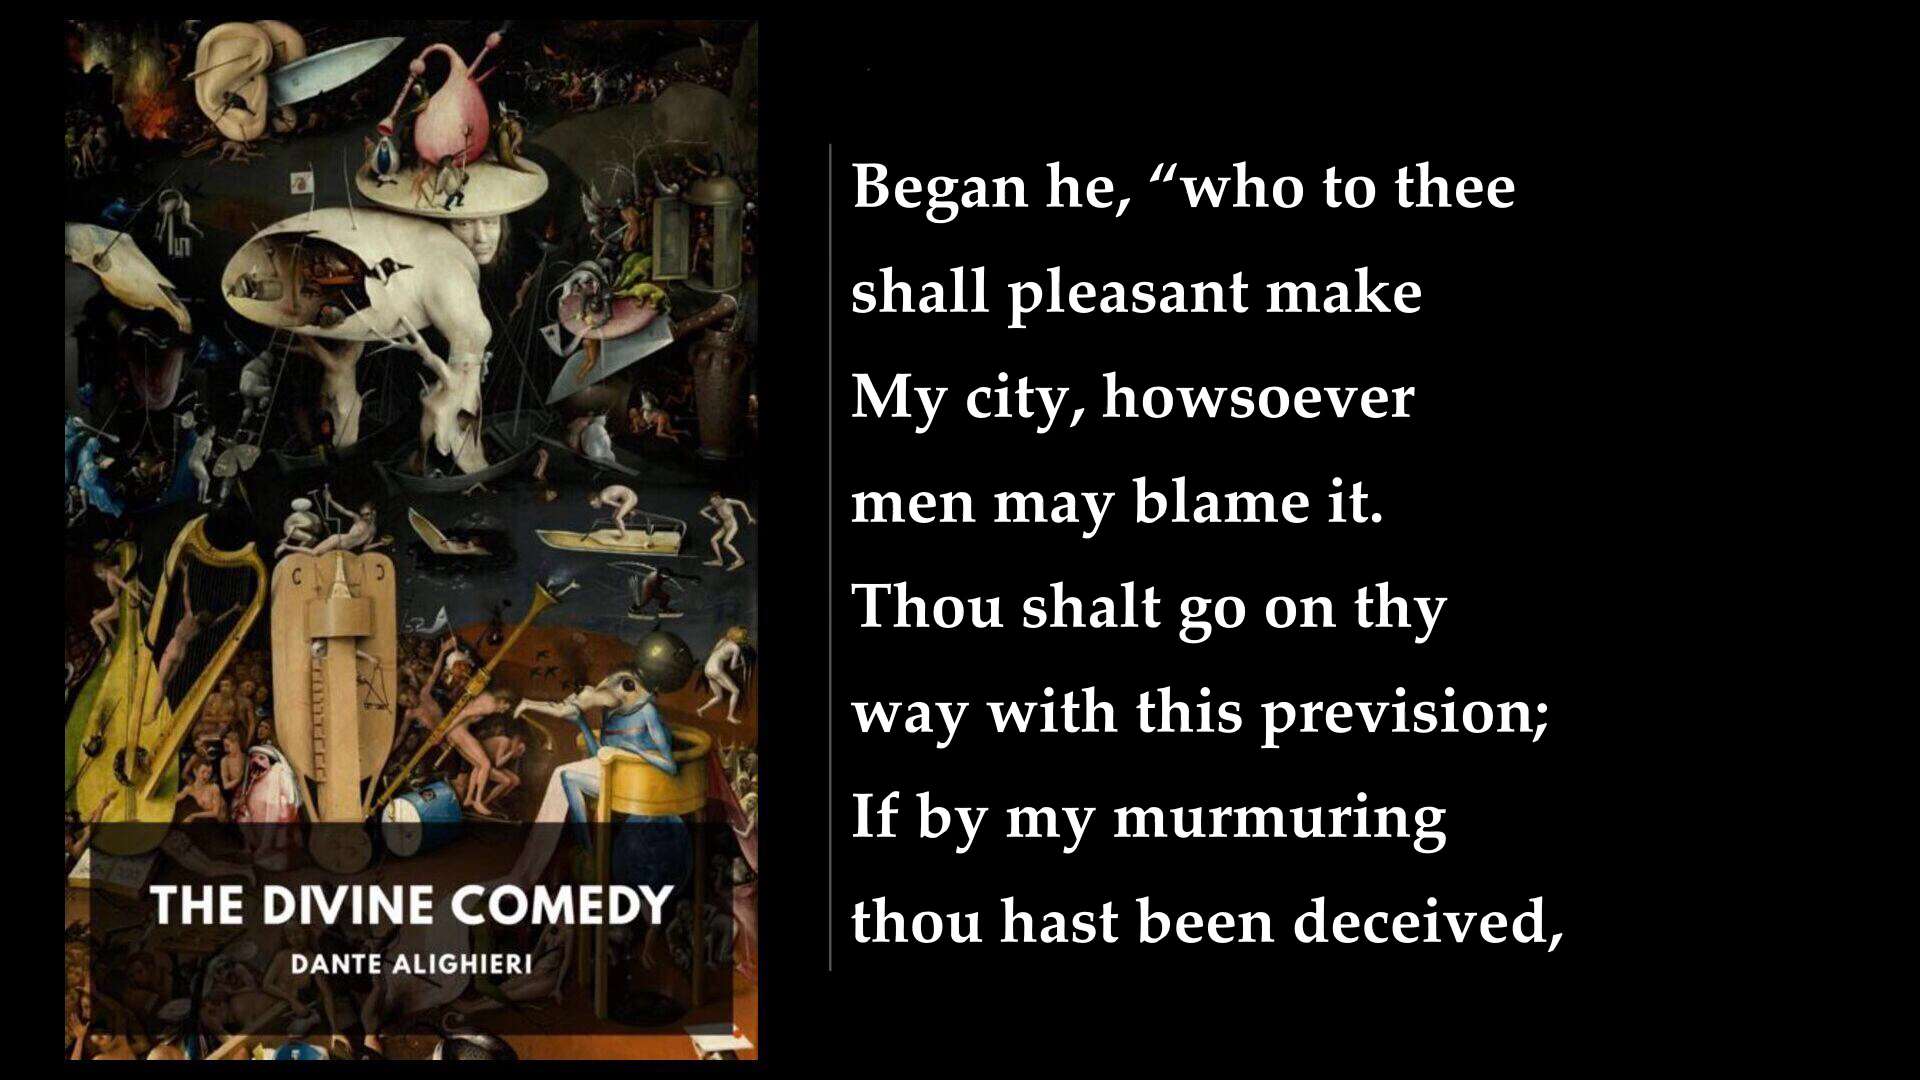 THE DIVINE COMEDY
DANTE ALIGHIERI
Began he, “who to thee
shall pleasant make
My city, howsoever
men may blame it.
Thou shalt go on thy
way with this prevision;
If by my murmuring
thou hast been deceived,